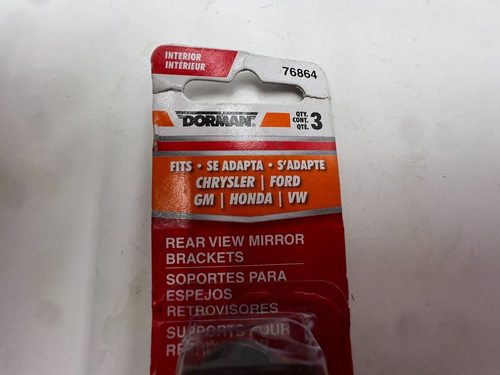 INTERIOR
INTÉRIEUR
76864
DORMAN
QTY.
CONT.
QTÉ.
3
FITS • SE ADAPTA • S'ADAPTE
CHRYSLER | FORD
GM | HONDA | VW
REAR VIEW MIRROR
BRACKETS
SOPORTES PARA
ESPEJOS
RETROVISORES
SUPPORTS POUR